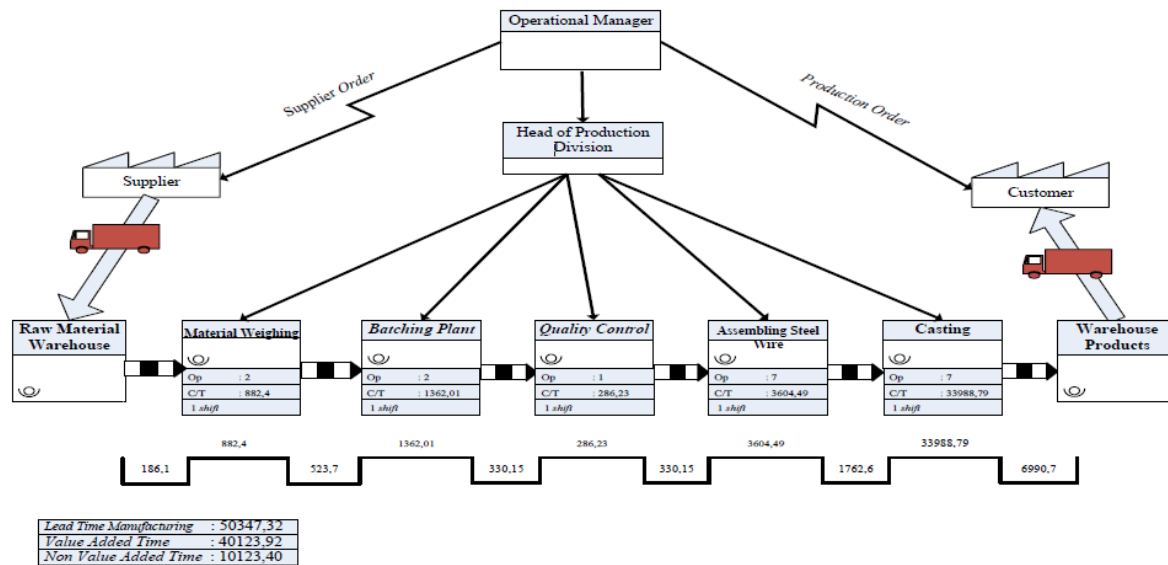 Operational Manager
Supplier Order
Production Order
Head of Production
Division
Supplier
Customer
Raw Material
Warehouse
Material Weighing
Op : 2
C/T : 882,4
1 shift
Batching Plant
Op : 2
C/T : 1362,01
1 shift
Quality Control
Op : 1
C/T : 286,23
1 shift
Assembling Steel
Wire
Op : 7
C/T : 3604,49
1 shift
Casting
Op : 7
C/T : 33988,79
1 shift
Warehouse
Products
882,4
1362,01
286,23
3604,49
33988,79
186,1
523,7
330,15
330,15
1762,6
6990,7
Lead Time Manufacturing : 50347,32
Value Added Time : 40123,92
Non Value Added Time : 10123,40